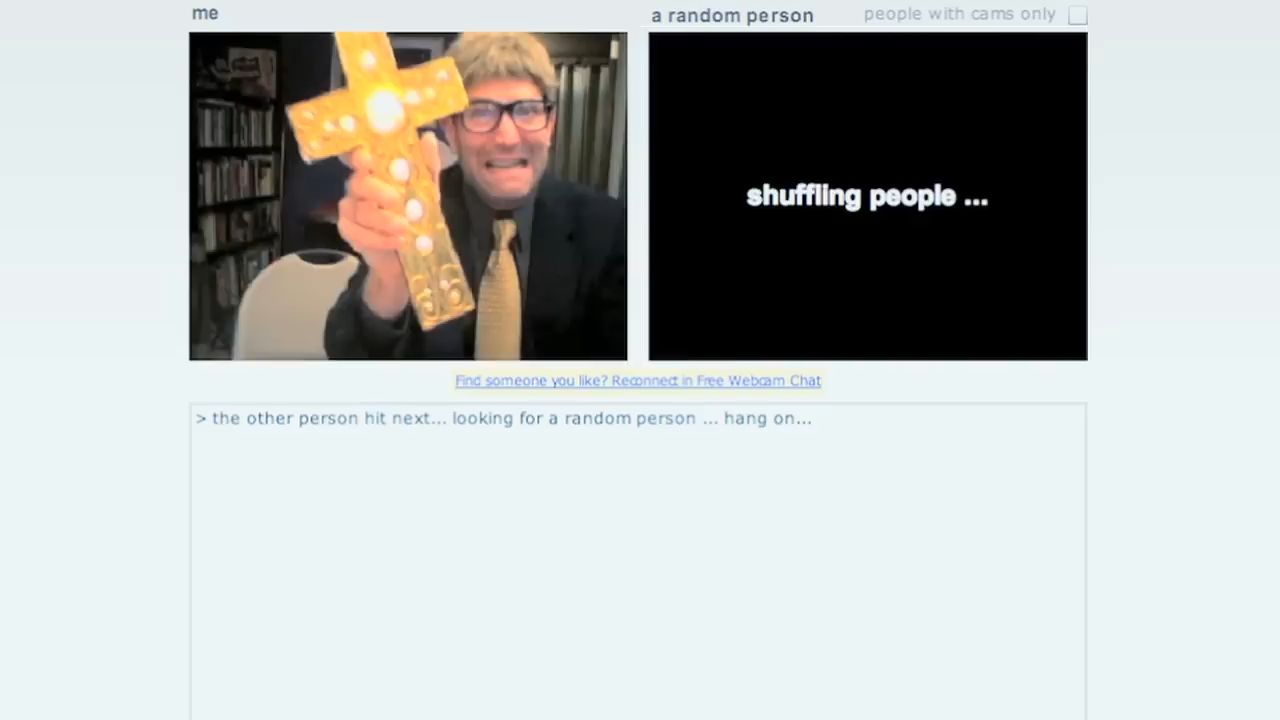 me
a random person
people with cams only
shuffling people ...
Find someone you like? Reconnect in Free Webcam Chat
> the other person hit next... looking for a random person ... hang on...